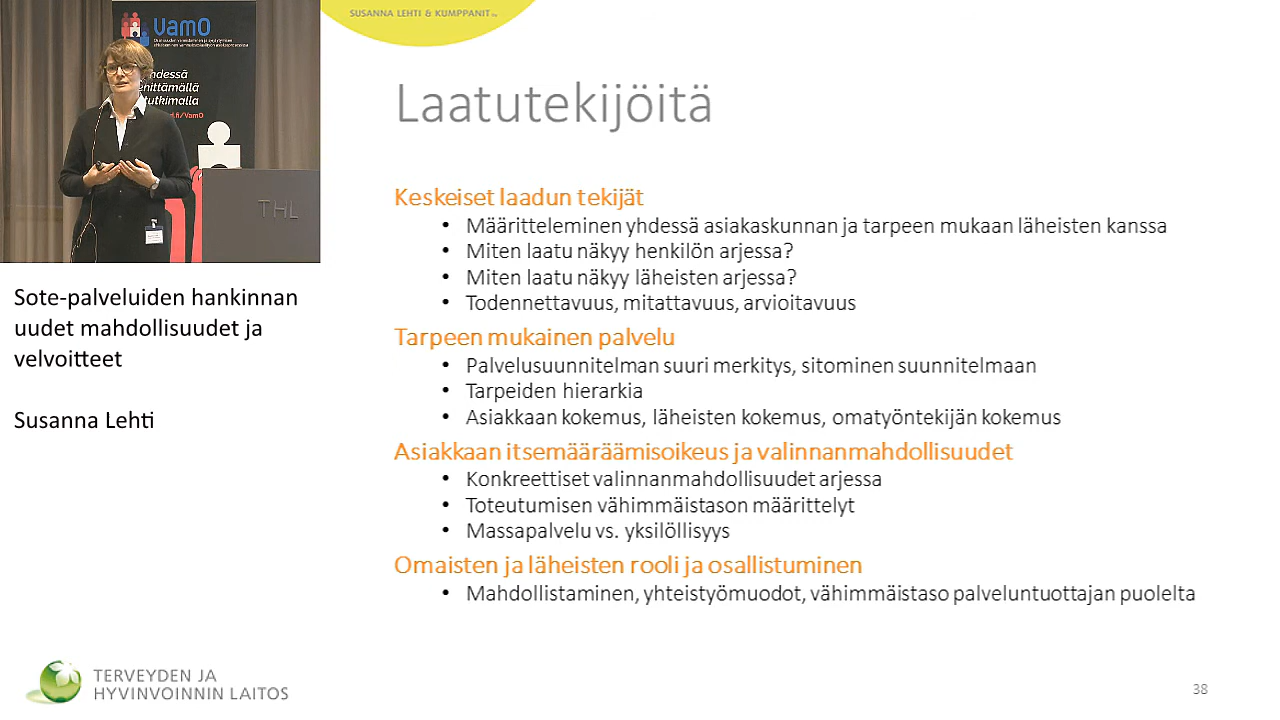 SUSANNA LEHTI & KUMPPANIT
VamO
hdessä
enittämällä
tutkimalla
THL
Laatutekijöitä
Keskeiset laadun tekijät
• Määritteleminen yhdessä asiakaskunnan ja tarpeen mukaan läheisten kanssa
• Miten laatu näkyy henkilön arjessa?
• Miten laatu näkyy läheisten arjessa?
• Todennettavuus, mitattavuus, arvioitavuus
Tarpeen mukainen palvelu
• Palvelusuunnitelman suuri merkitys, sitominen suunnitelmaan
• Tarpeiden hierarkia
• Asiakkaan kokemus, läheisten kokemus, omatyöntekijän kokemus
Asiakkaan itsemääräämisoikeus ja valinnanmahdollisuudet
• Konkreettiset valinnanmahdollisuudet arjessa
• Toteutumisen vähimmäistason määrittelyt
• Massapalvelu vs. yksilöllisyys
Omaisten ja läheisten rooli ja osallistuminen
• Mahdollistaminen, yhteistyömuodot, vähimmäistaso palveluntuottajan puolelta
Sote-palveluiden hankinnan
uudet mahdollisuudet ja
velvoitteet
Susanna Lehti
TERVEYDEN JA
HYVINVOINNIN LAITOS
38